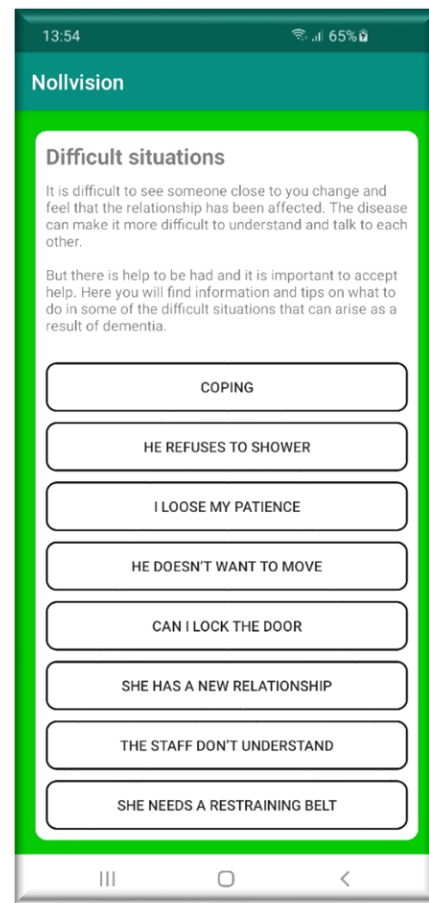 13:54 65%
Nollvision
Difficult situations
It is difficult to see someone close to you change and
feel that the relationship has been affected. The disease
can make it more difficult to understand and talk to each
other.
But there is help to be had and it is important to accept
help. Here you will find information and tips on what to
do in some of the difficult situations that can arise as a
result of dementia.
COPING
HE REFUSES TO SHOWER
I LOOSE MY PATIENCE
HE DOESN'T WANT TO MOVE
CAN I LOCK THE DOOR
SHE HAS A NEW RELATIONSHIP
THE STAFF DON'T UNDERSTAND
SHE NEEDS A RESTRAINING BELT